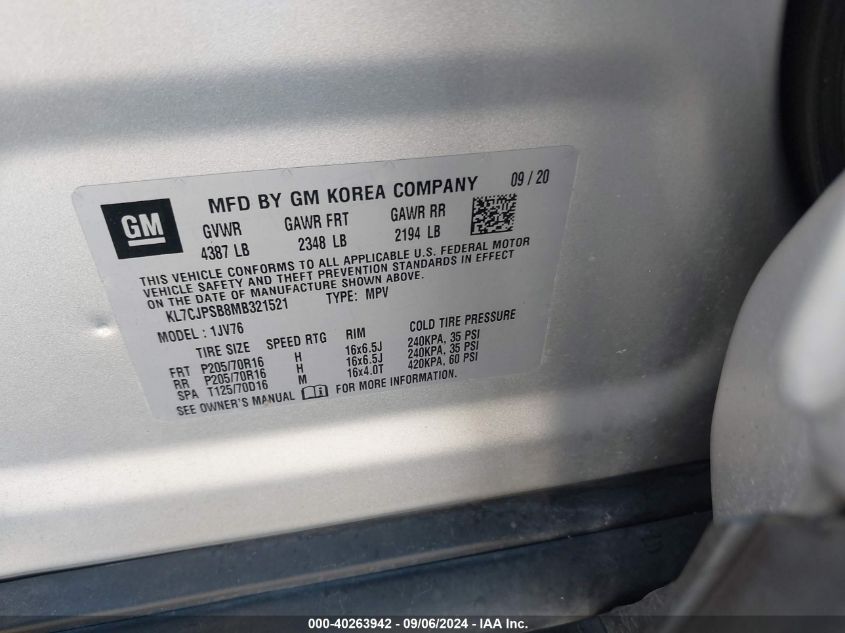 GM
MFD BY GM KOREA COMPANY 09 / 20
GVWR GAWR FRT GAWR RR
4387 LB 2348 LB 2194 LB
THIS VEHICLE CONFORMS TO ALL APPLICABLE U.S. FEDERAL MOTOR
VEHICLE SAFETY AND THEFT PREVENTION STANDARDS IN EFFECT
ON THE DATE OF MANUFACTURE SHOWN ABOVE.
KL7CJPSB8MB321521 TYPE: MPV
MODEL : 1JV76
TIRE SIZE SPEED RTG RIM COLD TIRE PRESSURE
FRT P205/70R16 H 16x6.5J 240KPA, 35 PSI
RR P205/70R16 H 16x6.5J 240KPA, 35 PSI
SPA T125/70D16 M 16x4.0T 420KPA, 60 PSI
SEE OWNER'S MANUAL FOR MORE INFORMATION.
000-40263942 - 09/06/2024 - IAA Inc.